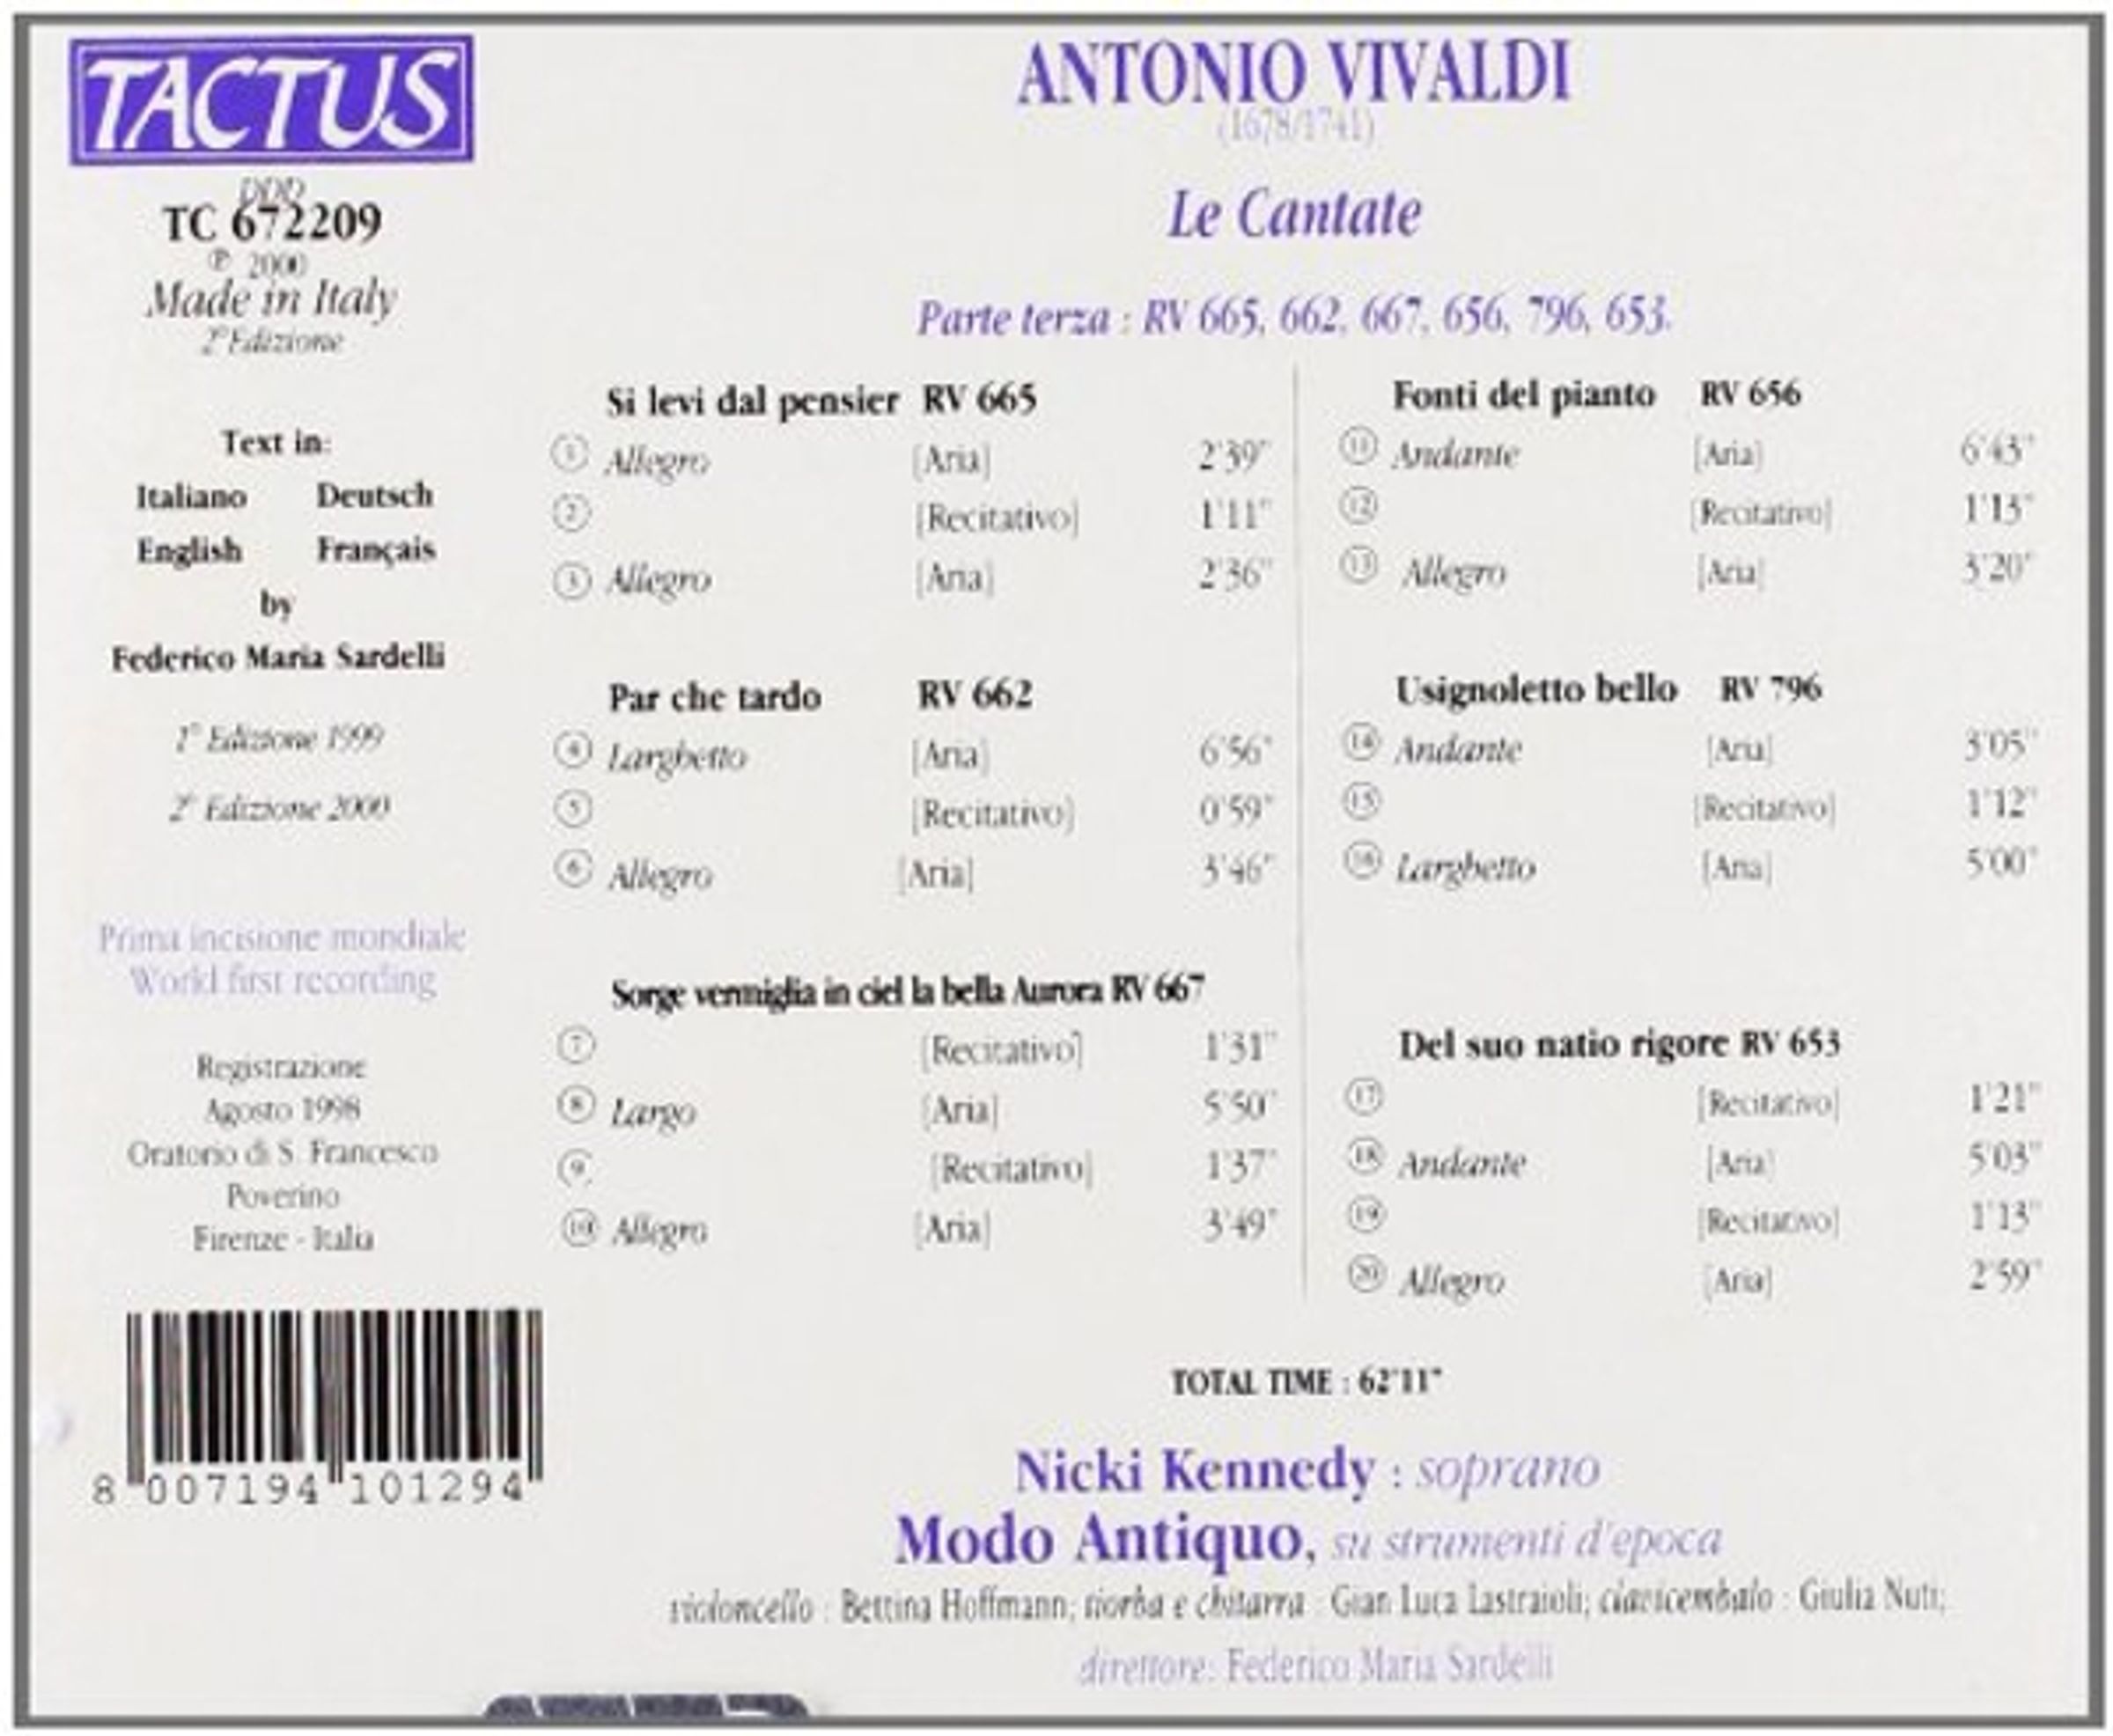 TACTUS
DDD
TC 672209
℗ 2000
Made in Italy
2° Edizione
Text in:
Italiano Deutsch
English Français
by
Federico Maria Sardelli
1° Edizione 1999
2° Edizione 2000
Prima incisione mondiale
World first recording
Registrazione
Agosto 1998
Oratorio di S. Francesco
Poverino
Firenze - Italia
8 007194 101294
ANTONIO VIVALDI
(1678/1741)
Le Cantate
Parte terza : RV 665, 662, 667, 656, 796, 653.
Si levi dal pensier RV 665
1 Allegro [Aria] 2'39"
2 [Recitativo] 1'11"
3 Allegro [Aria] 2'36"
Par che tardo RV 662
4 Larghetto [Aria] 6'56"
5 [Recitativo] 0'59"
6 Allegro [Aria] 3'46"
Sorge vermiglia in ciel la bella Aurora RV 667
7 [Recitativo] 1'31"
8 Largo [Aria] 5'50"
9 [Recitativo] 1'37"
10 Allegro [Aria] 3'49"
Fonti del pianto RV 656
11 Andante [Aria] 6'43"
12 [Recitativo] 1'13"
13 Allegro [Aria] 3'20"
Usignoletto bello RV 796
14 Andante [Aria] 3'05"
15 [Recitativo] 1'12"
16 Larghetto [Aria] 5'00"
Del suo natio rigore RV 653
17 [Recitativo] 1'21"
18 Andante [Aria] 5'03"
19 [Recitativo] 1'13"
20 Allegro [Aria] 2'59"
TOTAL TIME : 62'11"
Nicki Kennedy : soprano
Modo Antiquo, su strumenti d'epoca
violoncello : Bettina Hoffmann; tiorba e chitarra : Gian Luca Lastraioli; clavicembalo : Giulia Nuti;
direttore: Federico Maria Sardelli